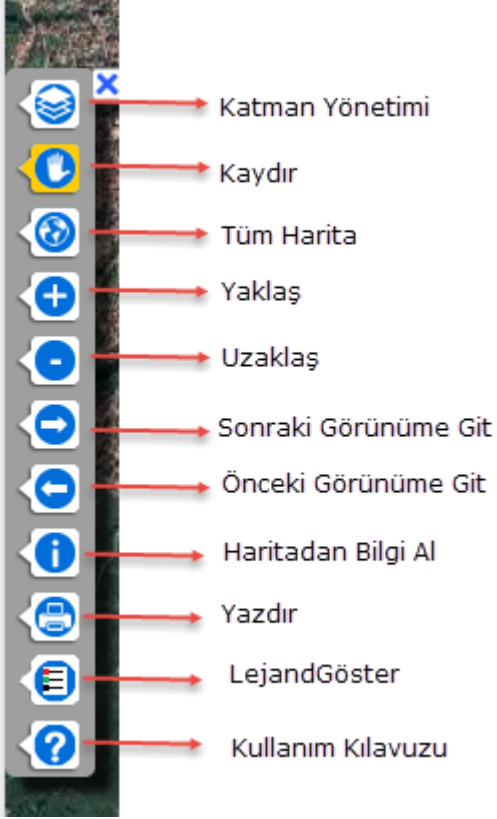 Katman Yönetimi
Kaydır
Tüm Harita
Yaklaş
Uzaklaş
Sonraki Görünüme Git
Önceki Görünüme Git
Haritadan Bilgi Al
Yazdır
LejandGöster
Kullanım Kılavuzu